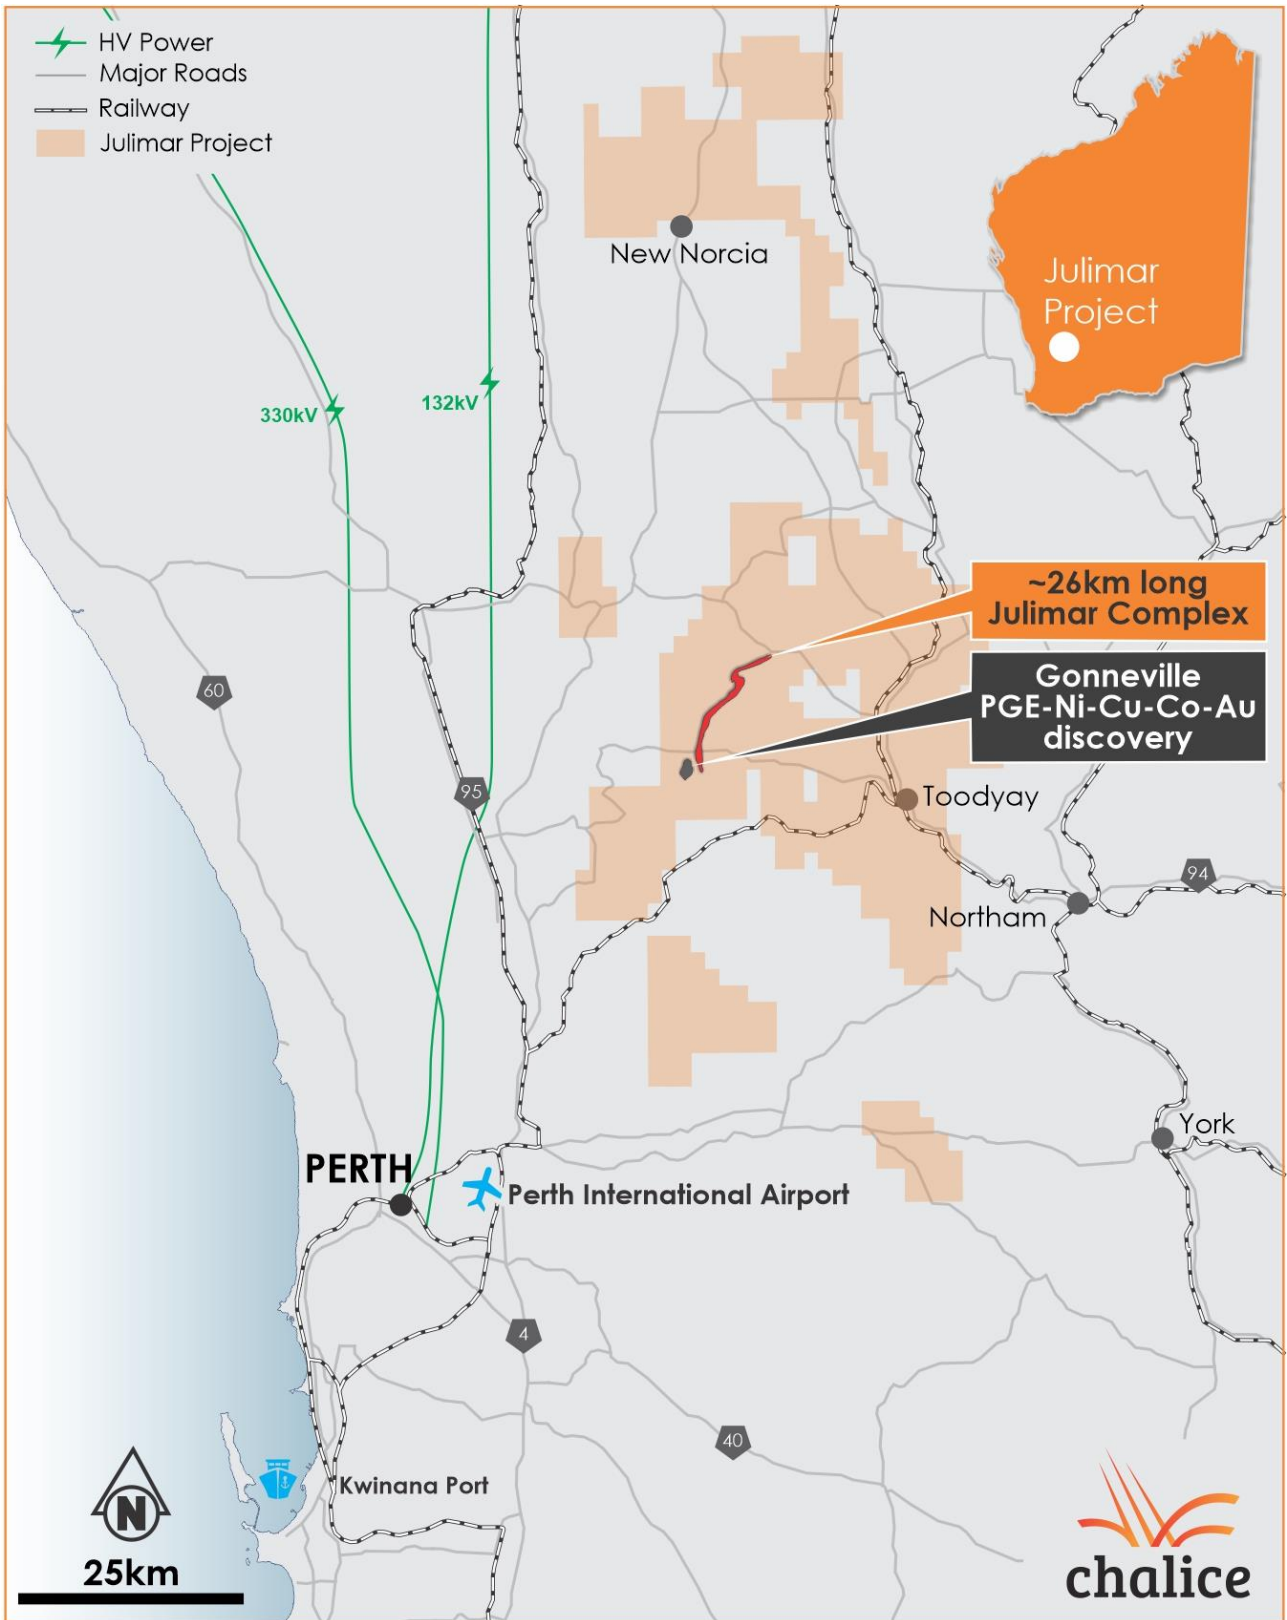 HV Power
Major Roads
Railway
Julimar Project
New Norcia
Julimar
Project
330kV
132kV
~26km long
Julimar Complex
Gonneville
PGE-Ni-Cu-Co-Au
discovery
60
95
Toodyay
94
Northam
York
PERTH
Perth International Airport
4
40
Kwinana Port
N
25km
chalice